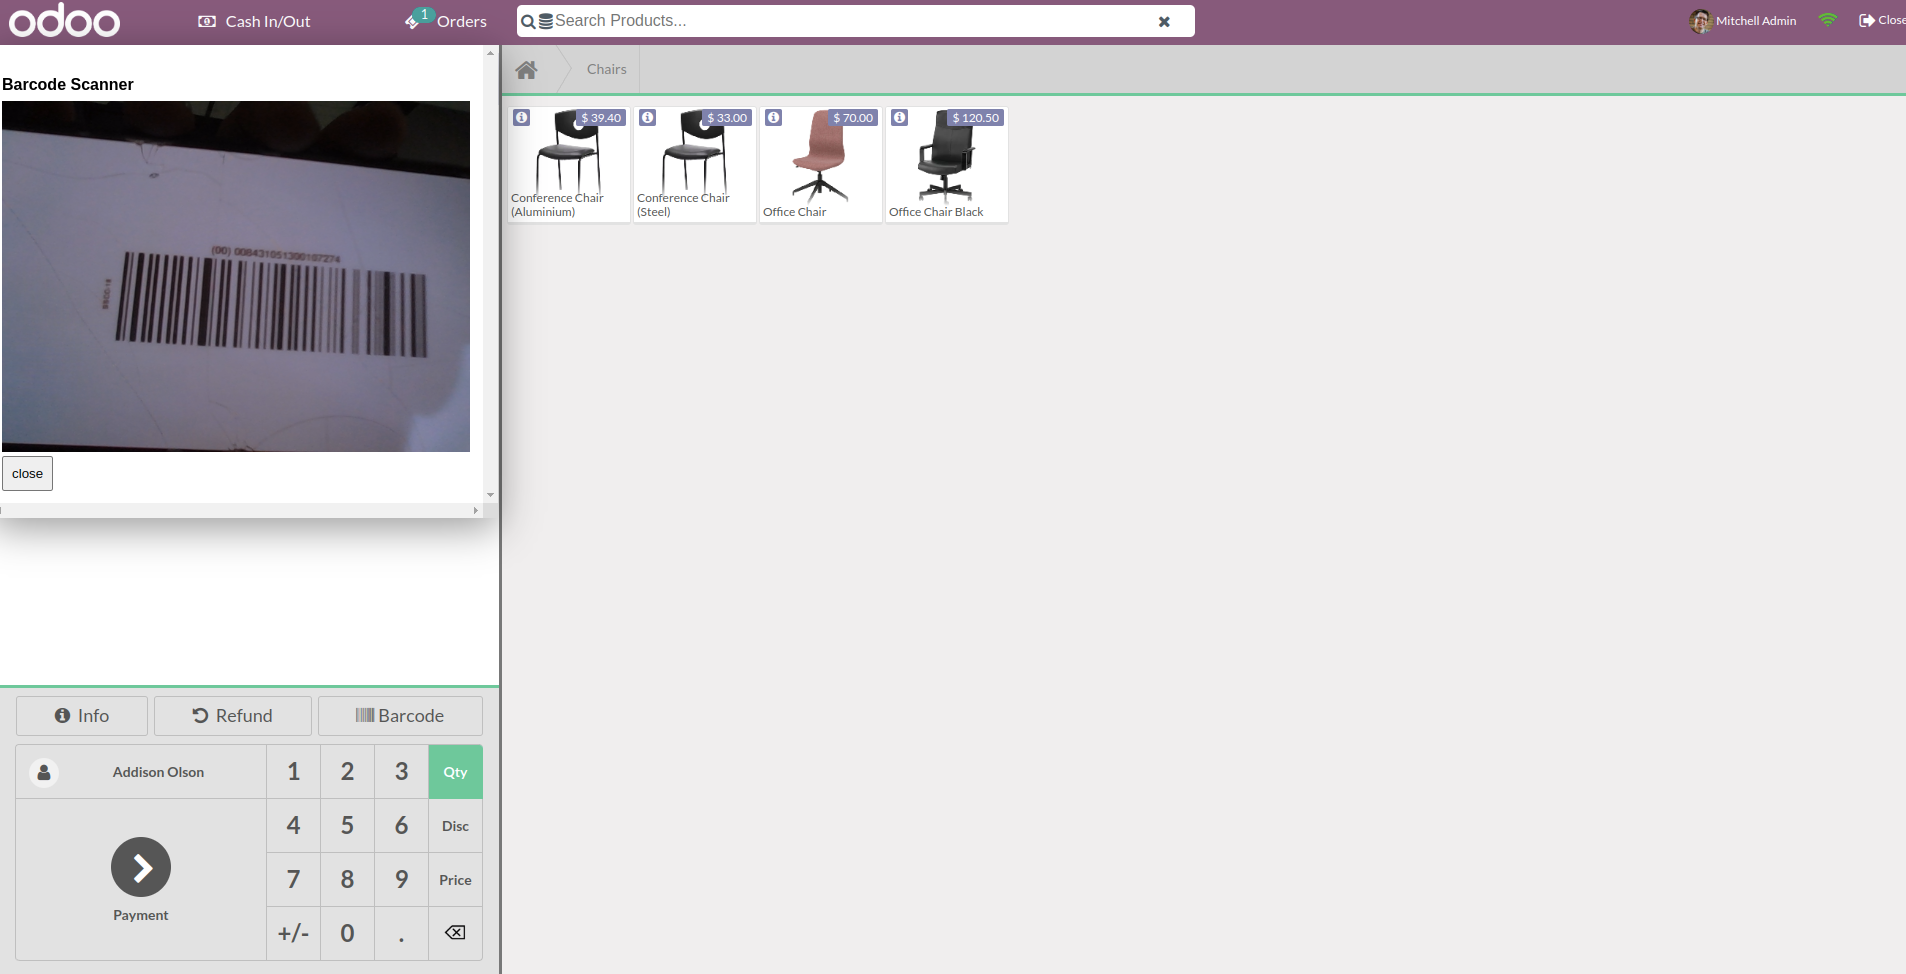 odoo
Cash In/Out
1
Orders
Search Products...
Mitchell Admin
Close
Barcode Scanner
(00) 006431051300107274
close
Chairs
$ 39.40
Conference Chair
(Aluminium)
$ 33.00
Conference Chair
(Steel)
$ 70.00
Office Chair
$ 120.50
Office Chair Black
Info
Refund
Barcode
Addison Olson
1 2 3 Qty
4 5 6 Disc
7 8 9 Price
Payment
+/- 0 .